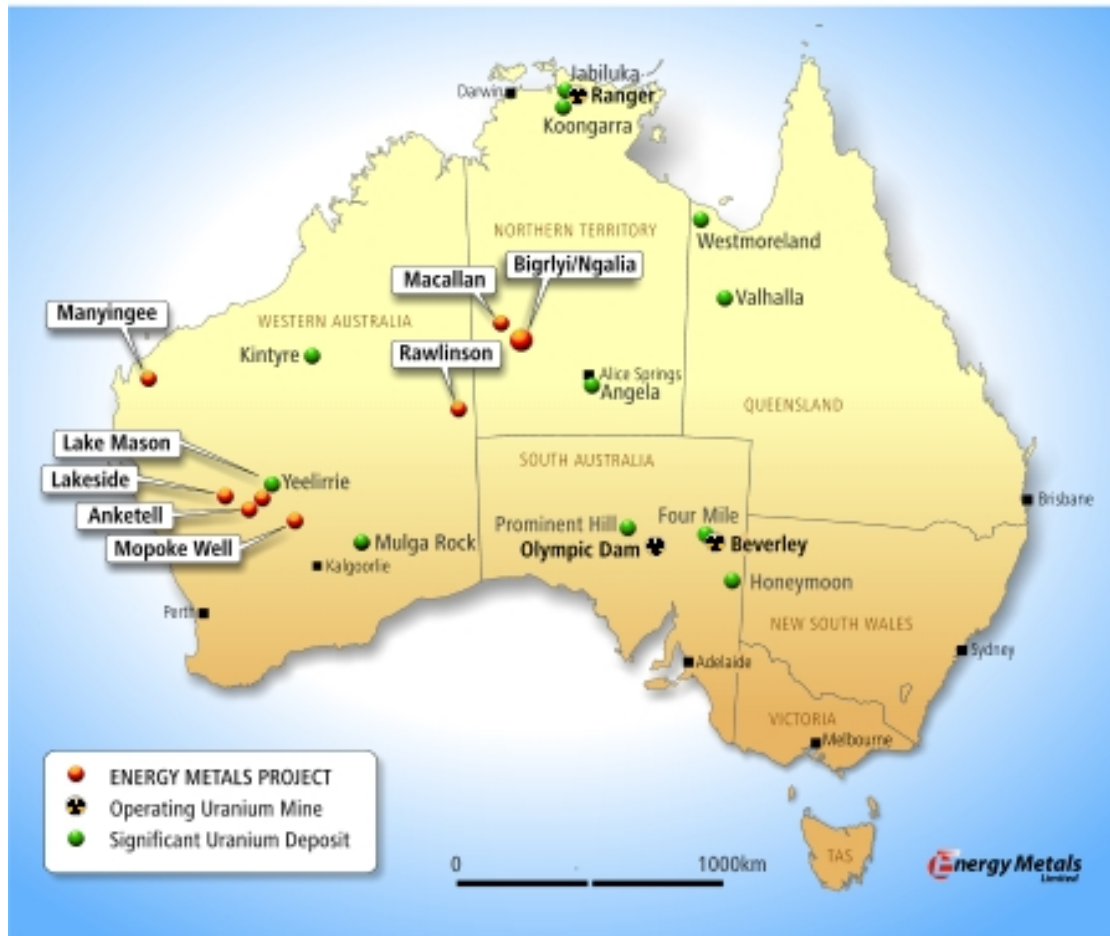 Jabiluka
Darwin
Ranger
Koongarra
NORTHERN TERRITORY
Westmoreland
Bigrlyi/Ngalia
Macallan
Valhalla
Manyingee
WESTERN AUSTRALIA
Kintyre
Rawlinson
Alice Springs
Angela
QUEENSLAND
Lake Mason
SOUTH AUSTRALIA
Lakeside
Yeelirrie
Brisbane
Anketell
Prominent Hill
Four Mile
Mopoke Well
Mulga Rock
Olympic Dam
Beverley
Kalgoorlie
Honeymoon
Perth
NEW SOUTH WALES
Sydney
Adelaide
VICTORIA
Melbourne
ENERGY METALS PROJECT
Operating Uranium Mine
Significant Uranium Deposit
0 1000km
TAS
Energy Metals
Limited